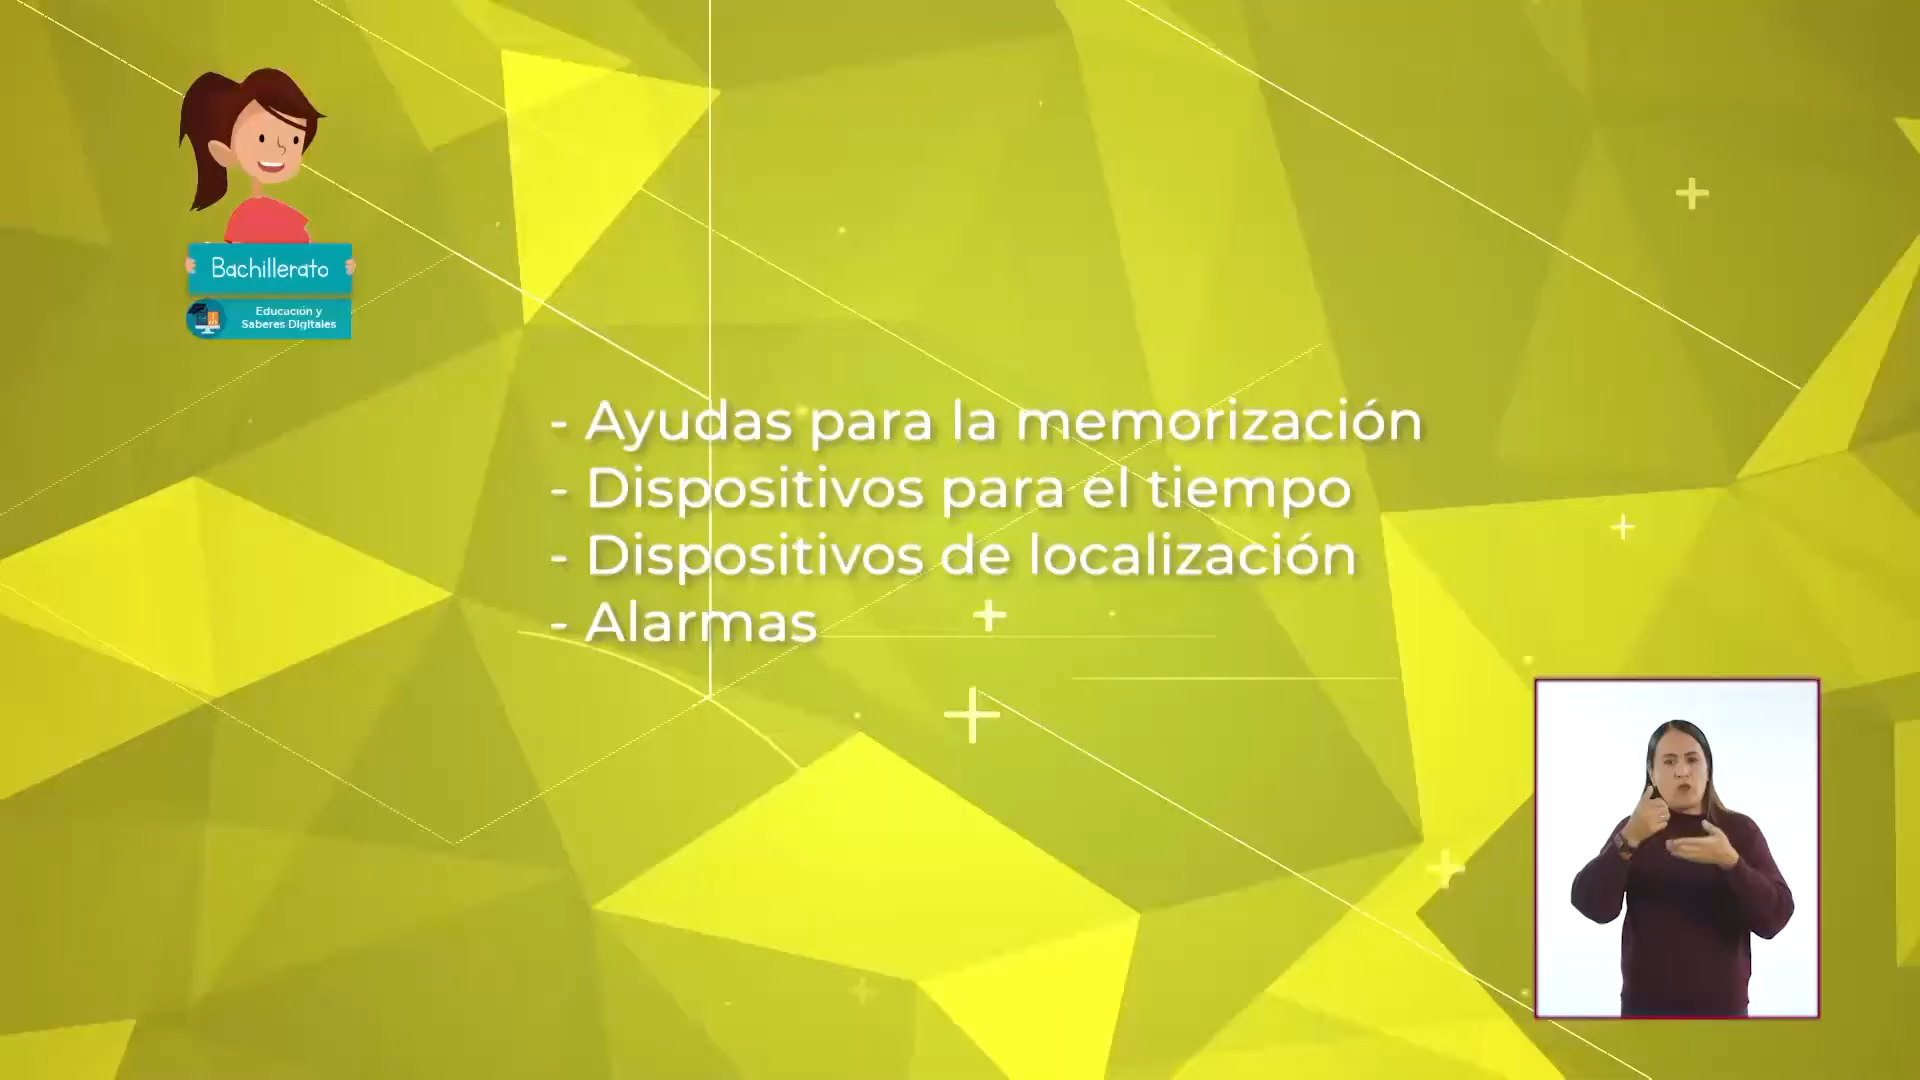 Bachillerato
Educación y
Saberes Digitales
- Ayudas para la memorización
- Dispositivos para el tiempo
- Dispositivos de localización
- Alarmas